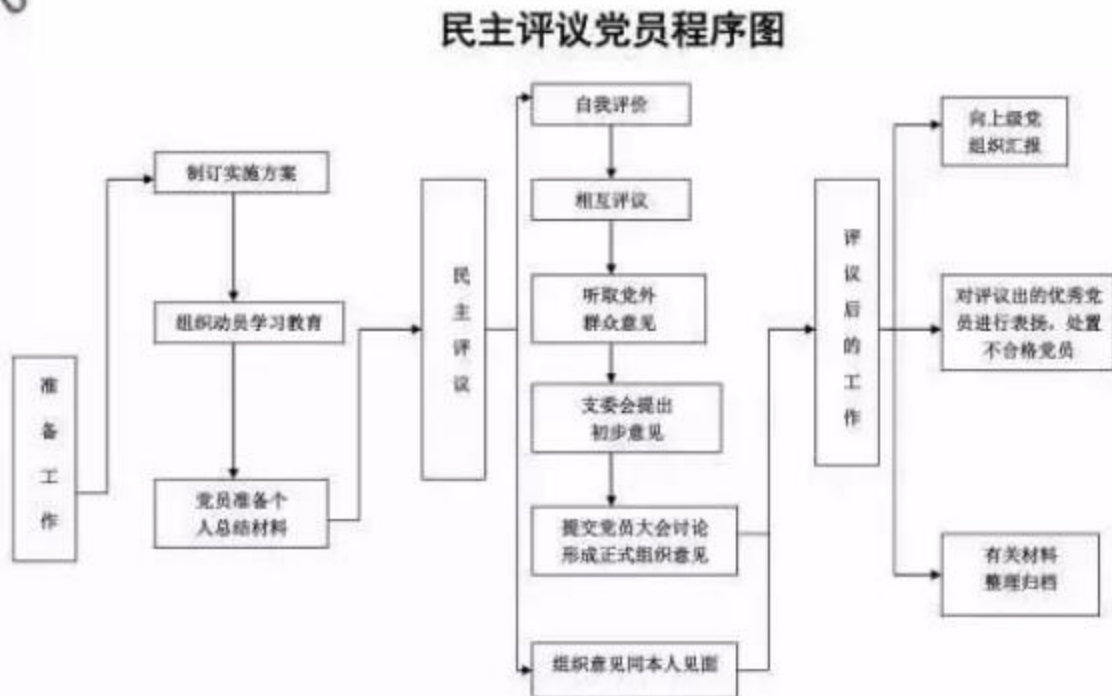 民主评议党员程序图
准备工作
制订实施方案
组织动员学习教育
党员准备个
人总结材料
民主评议
自我评价
相互评议
听取党外
群众意见
支委会提出
初步意见
提交党员大会讨论
形成正式组织意见
组织意见同本人见面
评议后的工作
向上级党
组织汇报
对评议出的优秀党
员进行表扬，处置
不合格党员
有关材料
整理归档